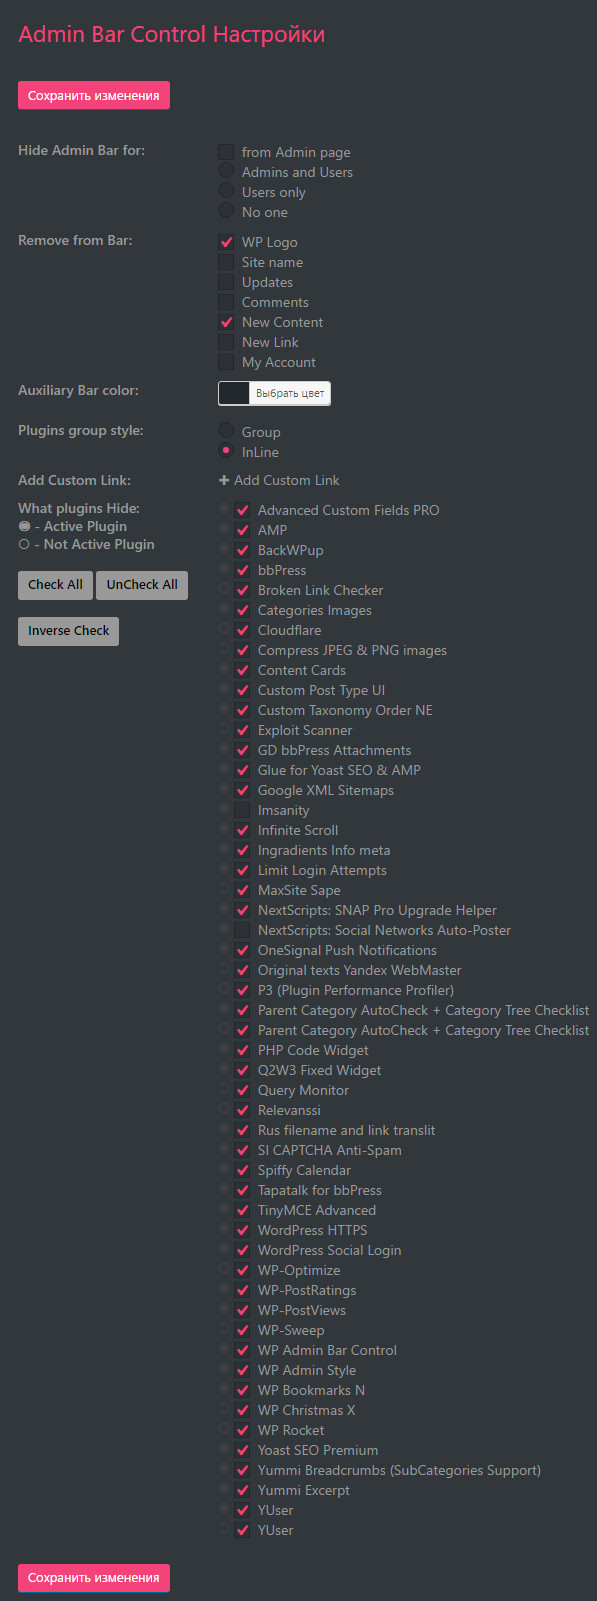 Admin Bar Control Настройки
Сохранить изменения
Hide Admin Bar for:
from Admin page
Admins and Users
Users only
No one
Remove from Bar:
WP Logo
Site name
Updates
Comments
New Content
New Link
My Account
Auxiliary Bar color:
Выбрать цвет
Plugins group style:
Group
InLine
Add Custom Link:
Add Custom Link
What plugins Hide:
- Active Plugin
- Not Active Plugin
Check All UnCheck All
Inverse Check
Advanced Custom Fields PRO
AMP
BackWPup
bbPress
Broken Link Checker
Categories Images
Cloudflare
Compress JPEG & PNG images
Content Cards
Custom Post Type UI
Custom Taxonomy Order NE
Exploit Scanner
GD bbPress Attachments
Glue for Yoast SEO & AMP
Google XML Sitemaps
Imsanity
Infinite Scroll
Ingradients Info meta
Limit Login Attempts
MaxSite Sape
NextScripts: SNAP Pro Upgrade Helper
NextScripts: Social Networks Auto-Poster
OneSignal Push Notifications
Original texts Yandex WebMaster
P3 (Plugin Performance Profiler)
Parent Category AutoCheck + Category Tree Checklist
Parent Category AutoCheck + Category Tree Checklist
PHP Code Widget
Q2W3 Fixed Widget
Query Monitor
Relevanssi
Rus filename and link translit
SI CAPTCHA Anti-Spam
Spiffy Calendar
Tapatalk for bbPress
TinyMCE Advanced
WordPress HTTPS
WordPress Social Login
WP-Optimize
WP-PostRatings
WP-PostViews
WP-Sweep
WP Admin Bar Control
WP Admin Style
WP Bookmarks N
WP Christmas X
WP Rocket
Yoast SEO Premium
Yummi Breadcrumbs (SubCategories Support)
Yummi Excerpt
YUser
YUser
Сохранить изменения